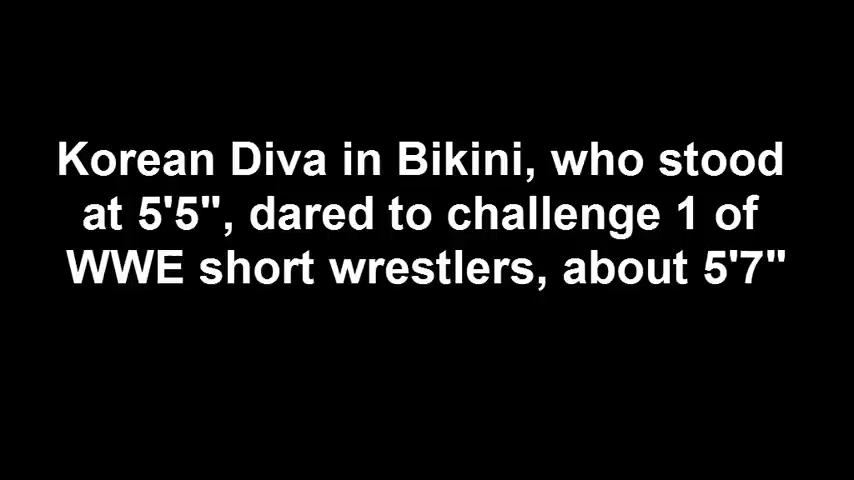 Korean Diva in Bikini, who stood
at 5'5", dared to challenge 1 of
WWE short wrestlers, about 5'7"